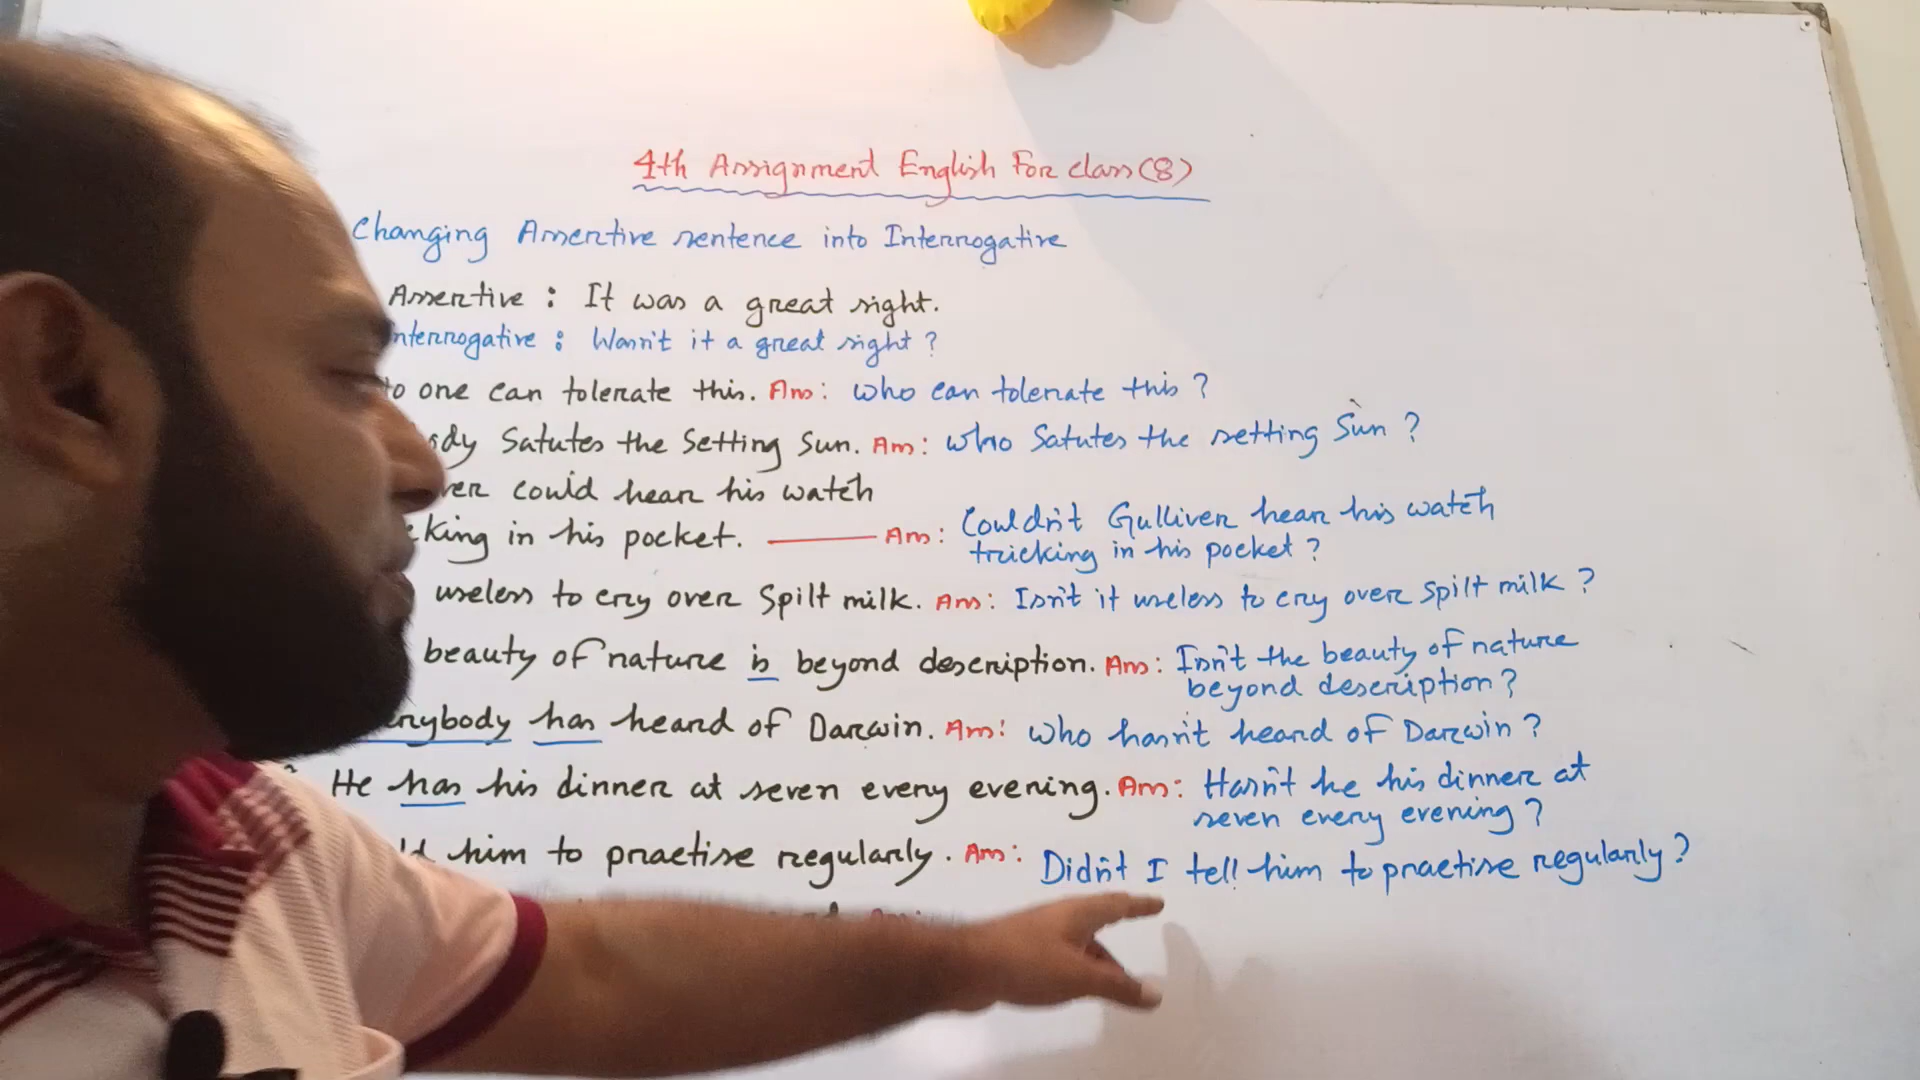 4th Assignment English For class (8)
Changing Assertive sentence into Interrogative
Assertive : It was a great sight.
nterrogative : Wasn't it a great sight ?
o one can tolerate this. Ans : who can tolerate this ?
ody Satutes the Setting Sun. Ans : who Satutes the setting Sun ?
ver could hear his watch
cking in his pocket. ——— Ans : Couldn't Gulliver hear his watch
tricking in his pocket ?
useless to cry over Spilt milk. Ans : Isn't it useless to cry over spilt milk ?
beauty of nature is beyond description. Ans : Isn't the beauty of nature
beyond description ?
erybody has heard of Darwin. Ans : who hasn't heard of Darwin ?
He has his dinner at seven every evening. Ans : Hasn't he his dinner at
seven every evening ?
ld him to practise regularly. Ans : Didn't I tell him to practise regularly ?